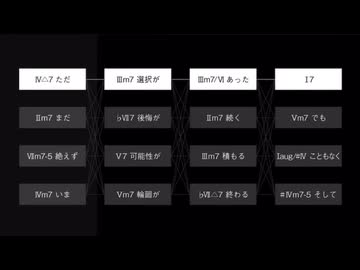 Ⅳ△7 ただ Ⅲm7 選択が Ⅲm7/Ⅵ あった Ⅰ7
Ⅱm7 まだ ♭Ⅶ7 後悔が Ⅱm7 続く Ⅴm7 でも
Ⅶm7-5 絶えず Ⅴ7 可能性が Ⅲm7 積もる Ⅰaug/#Ⅳ こともなく
Ⅳm7 いま Ⅴm7 輪廻が ♭Ⅶ△7 終わる #Ⅳm7-5 そして